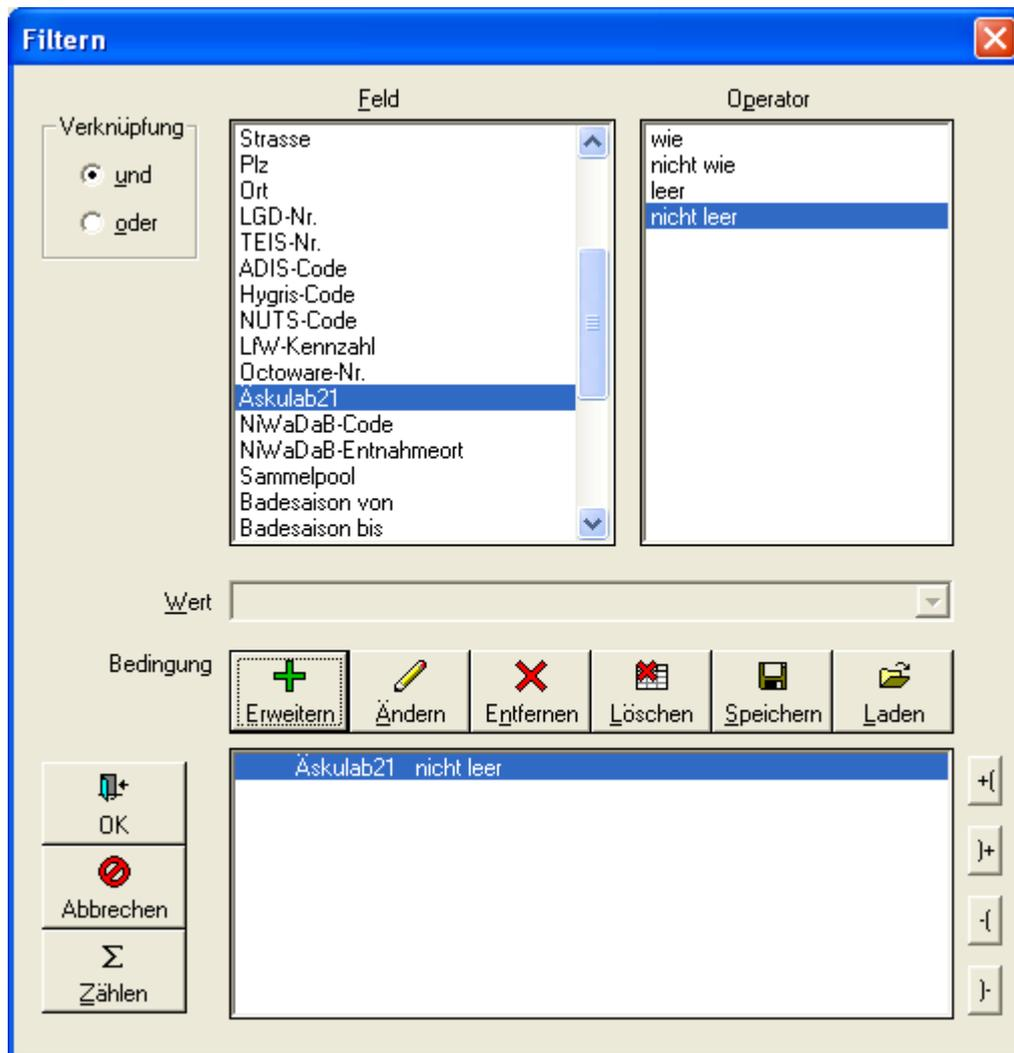 Filtern
Verknüpfung
und
oder
Feld
Strasse
Plz
Ort
LGD-Nr.
TEIS-Nr.
ADIS-Code
Hygris-Code
NUTS-Code
LfW-Kennzahl
Octoware-Nr.
Äskulab21
NiWaDaB-Code
NiWaDaB-Entnahmeort
Sammelpool
Badesaison von
Badesaison bis
Operator
wie
nicht wie
leer
nicht leer
Wert
Bedingung
Erweitern
Ändern
Entfernen
Löschen
Speichern
Laden
Äskulab21 nicht leer
OK
Abbrechen
Σ
Zählen
+(
)+
-(
)-